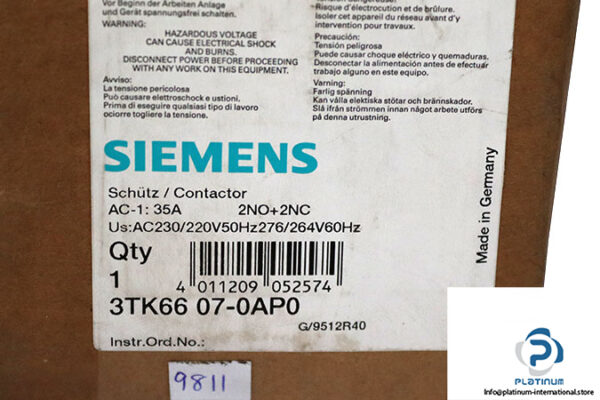 Vor Beginn der Arbeiten Anlage
und Gerät spannungsfrei schalten.
WARNING:
HAZARDOUS VOLTAGE
CAN CAUSE ELECTRICAL SHOCK
AND BURNS.
DISCONNECT POWER BEFORE PROCEEDING
WITH ANY WORK ON THIS EQUIPMENT.
Avviso:
La tensione pericolosa
Può causare elettroshock e ustioni.
Prima di eseguire qualsiasi tipo di lavoro
ociorre togliere la tensione.
Risque d'électrocution et de brûlure.
Isoler cet appareil du réseau avant d'y
intervention pour travaux.
Precaución:
Tensión peligrosa
Puede causar choque eléctrico y quemaduras.
Desconectar la alimentación antes de efectuar
trabajo alguno en este equipo.
Varning:
Farlig spänning
Kan vålla elektiska stötar och brännskador.
Slå ifrån strömmen innan något arbete utförs
på denna utrustning.
SIEMENS
Schütz / Contactor
AC-1: 35A 2NO+2NC
Us:AC230/220V50Hz276/264V60Hz
Qty
1
4 011209 052574
3TK66 07-0AP0
G/9512R40
Instr.Ord.No.:
Made in Germany
9811
PLATINUM
Info@platinum-international.store